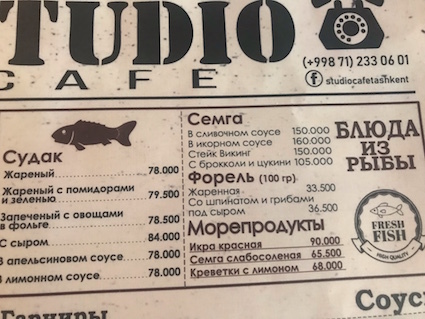 TUDIO
CAFE
(+998 71) 233 06 01
studiocafetashkent
БЛЮДА
ИЗ
РЫБЫ
FRESH
FISH
HIGH QUALITY
Судак
Жареный 78.000
Жареный с помидорами
и зеленью 79.500
Запеченый с овощами
в фольге 78.500
С сыром 84.000
В апельсиновом соусе 78.000
В лимонном соусе 78.000
Семга
В сливочном соусе 150.000
В икорном соусе 160.000
Стейк Викинг 150.000
С брокколи и цукини 105.000
Форель (100 гр)
Жаренная 33.500
Со шпинатом и грибами
под сыром 36.500
Морепродукты
Икра красная 90.000
Семга слабосоленая 65.500
Креветки с лимоном 68.000
Гарниры
Соус